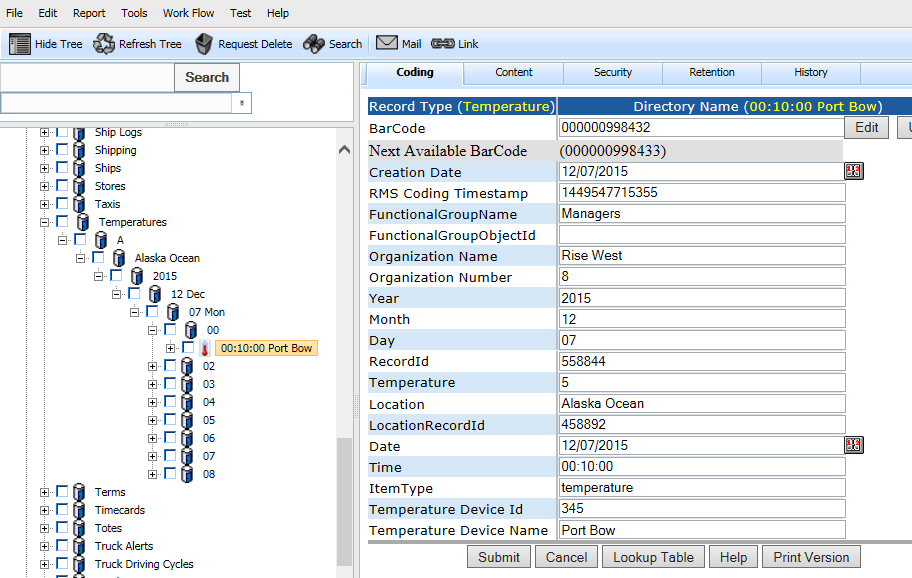 File Edit Report Tools Work Flow Test Help
Hide Tree Refresh Tree Request Delete Search Mail Link
Search
Ship Logs
Shipping
Ships
Stores
Taxis
Temperatures
A
Alaska Ocean
2015
12 Dec
07 Mon
00
00:10:00 Port Bow
02
03
04
05
06
07
08
Terms
Timecards
Totes
Truck Alerts
Truck Driving Cycles
Coding Content Security Retention History
Record Type (Temperature) Directory Name (00:10:00 Port Bow)
BarCode 000000998432 Edit
Next Available BarCode (000000998433)
Creation Date 12/07/2015
RMS Coding Timestamp 1449547715355
FunctionalGroupName Managers
FunctionalGroupObjectId
Organization Name Rise West
Organization Number 8
Year 2015
Month 12
Day 07
RecordId 558844
Temperature 5
Location Alaska Ocean
LocationRecordId 458892
Date 12/07/2015
Time 00:10:00
ItemType temperature
Temperature Device Id 345
Temperature Device Name Port Bow
Submit Cancel Lookup Table Help Print Version